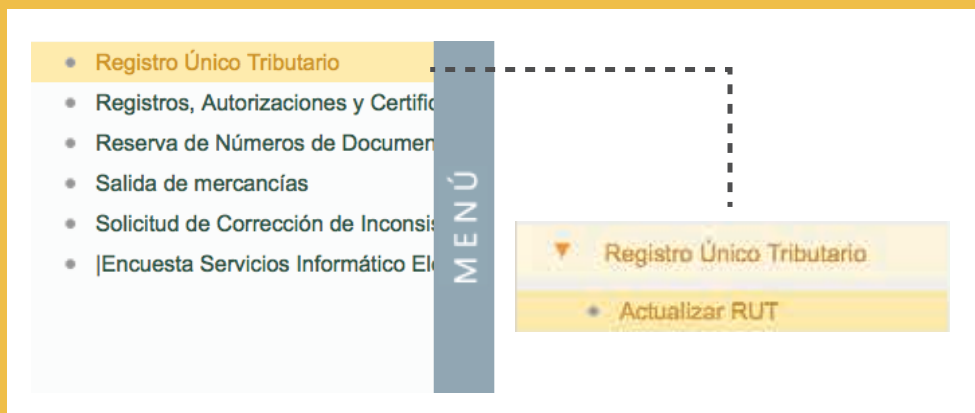 Registro Único Tributario
Registros, Autorizaciones y Certific
Reserva de Números de Documen
Salida de mercancías
Solicitud de Corrección de Inconsis
|Encuesta Servicios Informático Ele
MENÚ
Registro Único Tributario
Actualizar RUT